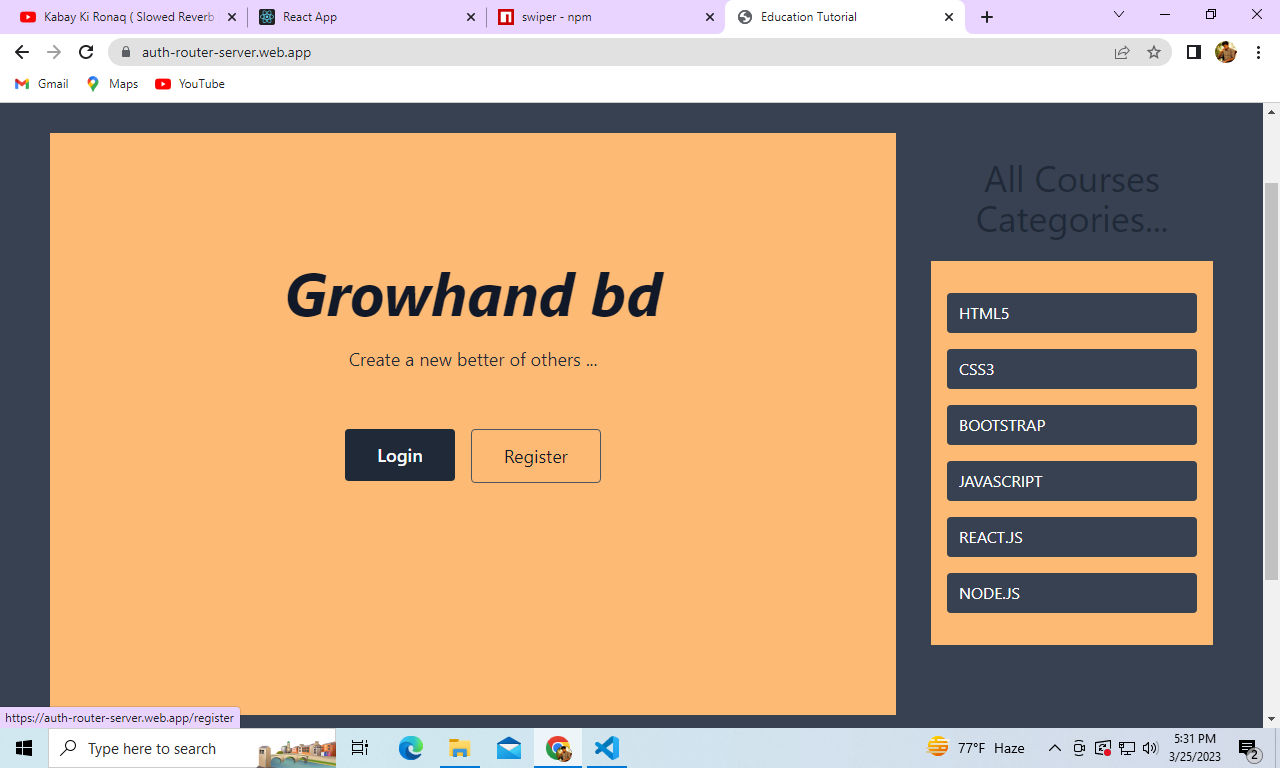 Kabay Ki Ronaq ( Slowed Reverb
React App
swiper - npm
Education Tutorial
auth-router-server.web.app
Gmail
Maps
YouTube
Growhand bd
Create a new better of others ...
Login
Register
All Courses
Categories...
HTML5
CSS3
BOOTSTRAP
JAVASCRIPT
REACT.JS
NODE.JS
https://auth-router-server.web.app/register
Type here to search
77°F Haze
5:31 PM
3/25/2023
2